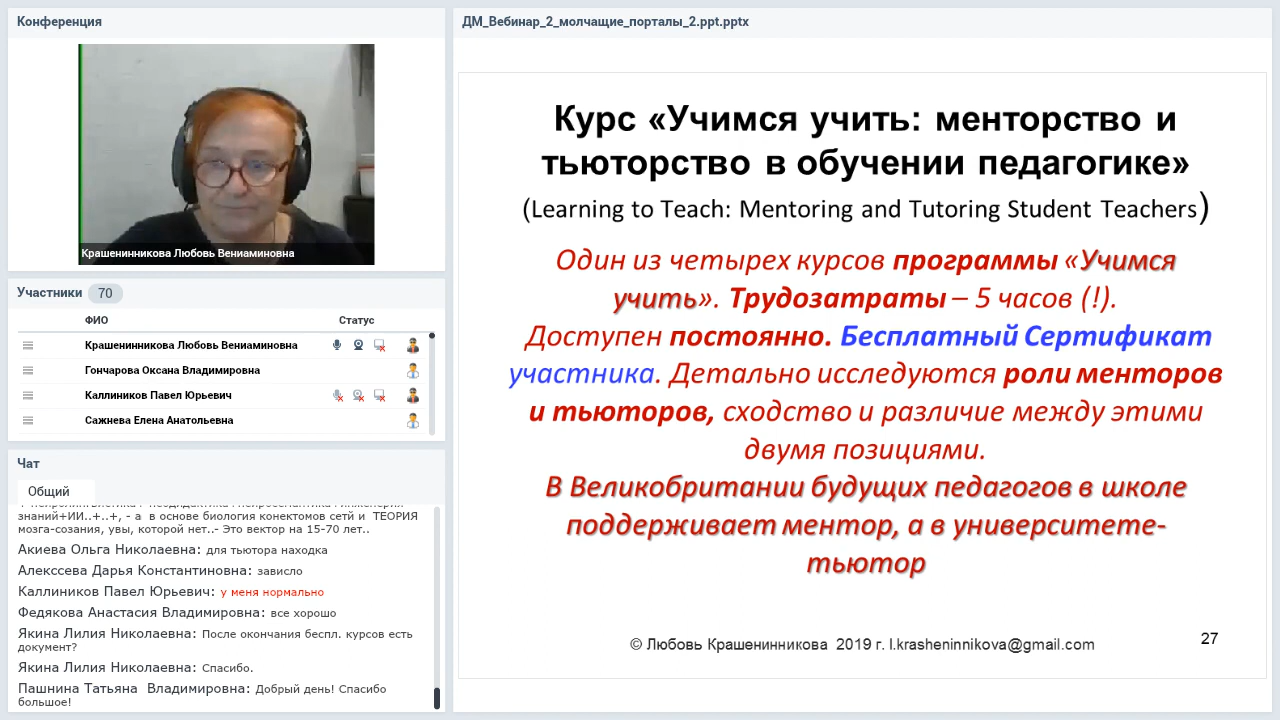 Конференция
Крашенинникова Любовь Вениаминовна
Участники 70
ФИО Статус
Крашенинникова Любовь Вениаминовна
Гончарова Оксана Владимировна
Каллиников Павел Юрьевич
Сажнева Елена Анатольевна
Чат
Общий
знаний+ИИ..+..+, - а в основе биология конектомов сетй и ТЕОРИЯ
мозга-созания, увы, которой нет..- Это вектор на 15-70 лет..
Акиева Ольга Николаевна: для тьютора находка
Алекссева Дарья Константиновна: зависло
Каллиников Павел Юрьевич: у меня нормально
Федякова Анастасия Владимировна: все хорошо
Якина Лилия Николаевна: После окончания беспл. курсов есть
документ?
Якина Лилия Николаевна: Спасибо.
Пашнина Татьяна Владимировна: Добрый день! Спасибо
большое!
ДМ_Вебинар_2_молчащие_порталы_2.ppt.pptx
Курс «Учимся учить: менторство и
тьюторство в обучении педагогике»
(Learning to Teach: Mentoring and Tutoring Student Teachers)
Один из четырех курсов программы «Учимся
учить». Трудозатраты – 5 часов (!).
Доступен постоянно. Бесплатный Сертификат
участника. Детально исследуются роли менторов
и тьюторов, сходство и различие между этими
двумя позициями.
В Великобритании будущих педагогов в школе
поддерживает ментор, а в университете-
тьютор
© Любовь Крашенинникова 2019 г. l.krasheninnikova@gmail.com
27